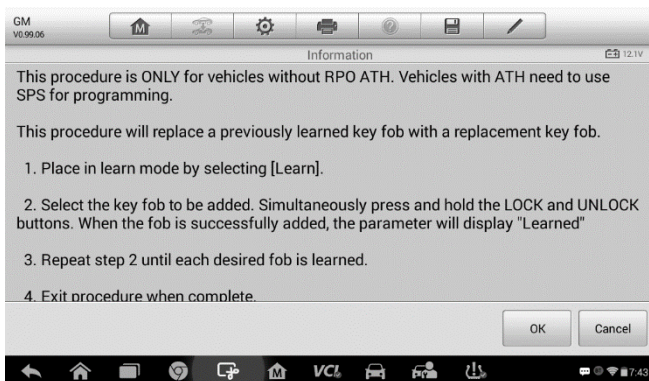 GM
V0.99.06
M
?
Information
12.1V
This procedure is ONLY for vehicles without RPO ATH. Vehicles with ATH need to use
SPS for programming.
This procedure will replace a previously learned key fob with a replacement key fob.
1. Place in learn mode by selecting [Learn].
2. Select the key fob to be added. Simultaneously press and hold the LOCK and UNLOCK
buttons. When the fob is successfully added, the parameter will display "Learned"
3. Repeat step 2 until each desired fob is learned.
4. Exit procedure when complete.
OK Cancel
M VCI 7:43